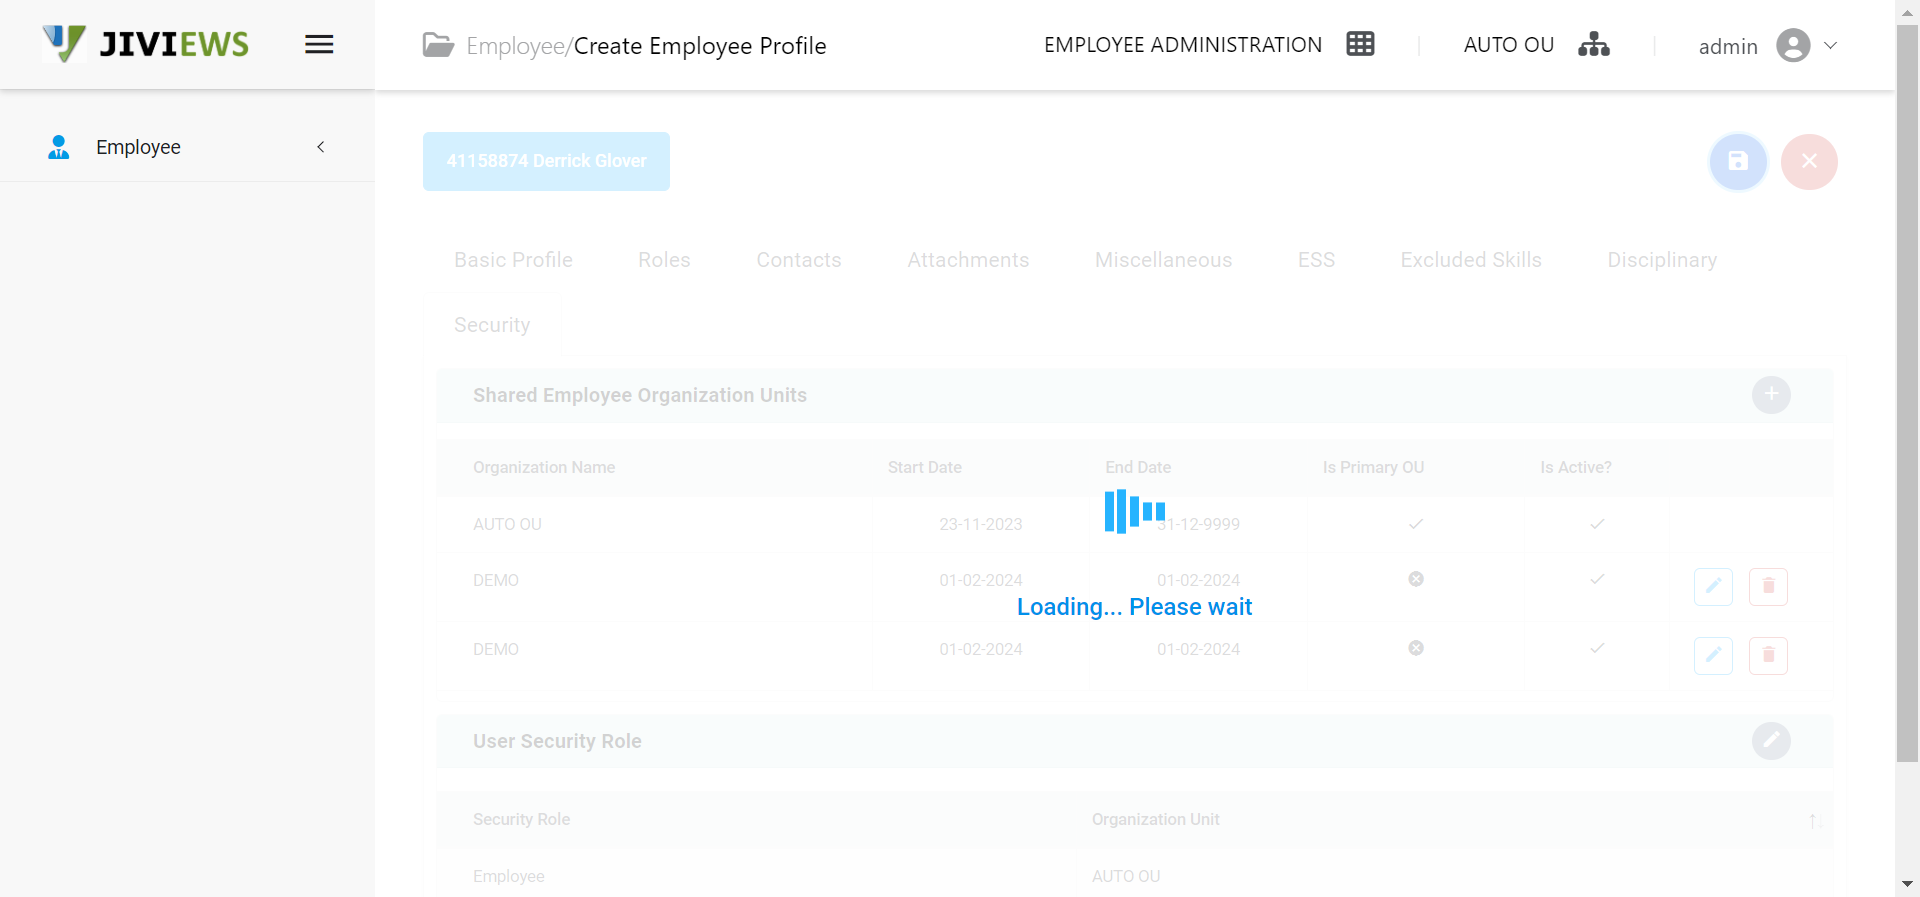 JIVIEWS
Employee/Create Employee Profile
EMPLOYEE ADMINISTRATION
AUTO OU
admin
Employee
41158874 Derrick Glover
Basic Profile Roles Contacts Attachments Miscellaneous ESS Excluded Skills Disciplinary
Security
Shared Employee Organization Units
Organization Name Start Date End Date Is Primary OU Is Active?
AUTO OU 23-11-2023 31-12-9999
DEMO 01-02-2024 01-02-2024
Loading... Please wait
DEMO 01-02-2024 01-02-2024
User Security Role
Security Role Organization Unit
Employee AUTO OU